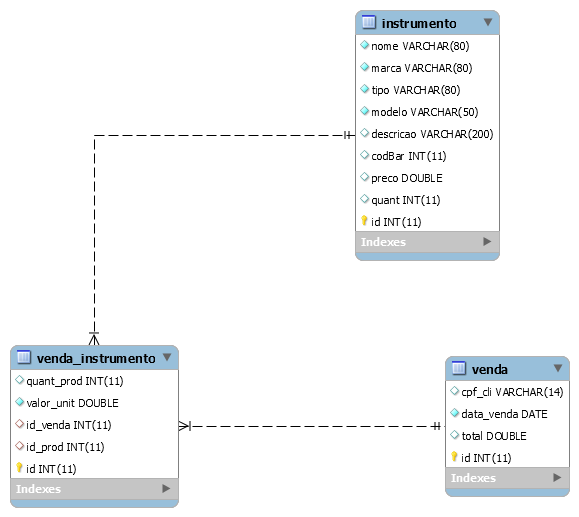 instrumento
nome VARCHAR(80)
marca VARCHAR(80)
tipo VARCHAR(80)
modelo VARCHAR(50)
descricao VARCHAR(200)
codBar INT(11)
preco DOUBLE
quant INT(11)
id INT(11)
Indexes
venda_instrumento
quant_prod INT(11)
valor_unit DOUBLE
id_venda INT(11)
id_prod INT(11)
id INT(11)
Indexes
venda
cpf_cli VARCHAR(14)
data_venda DATE
total DOUBLE
id INT(11)
Indexes